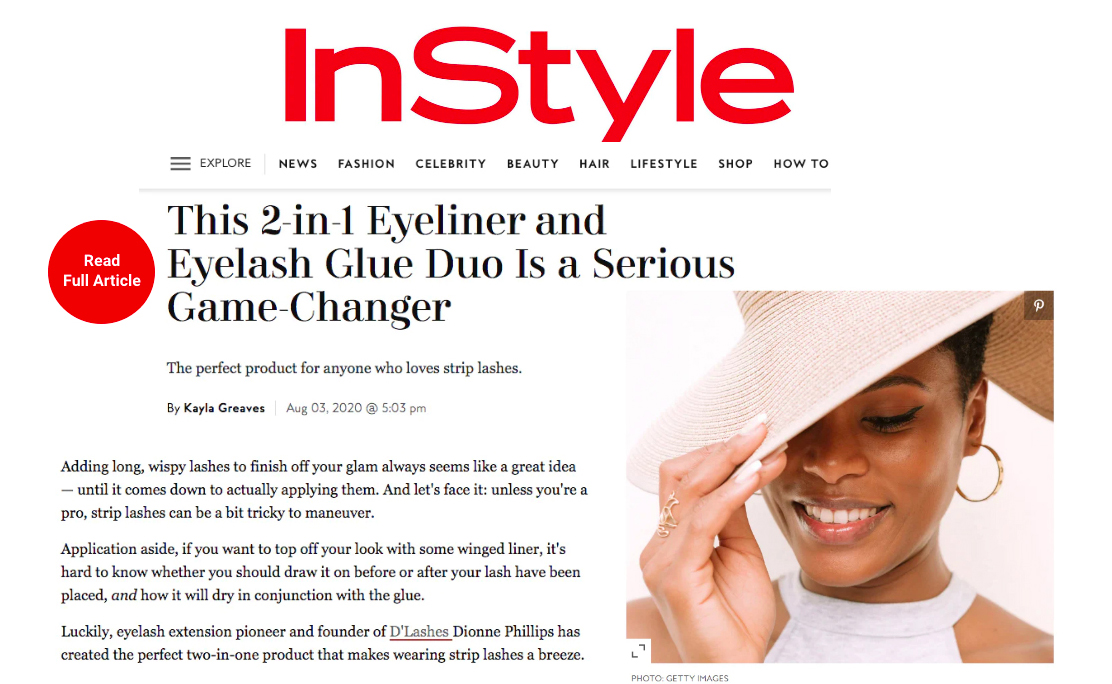 InStyle
EXPLORE
NEWS
FASHION
CELEBRITY
BEAUTY
HAIR
LIFESTYLE
SHOP
HOW TO
This 2-in-1 Eyeliner and
Eyelash Glue Duo Is a Serious
Game-Changer
Read
Full Article
The perfect product for anyone who loves strip lashes.
By Kayla Greaves
Aug 03, 2020 @ 5:03 pm
Adding long, wispy lashes to finish off your glam always seems like a great idea
— until it comes down to actually applying them. And let's face it: unless you're a
pro, strip lashes can be a bit tricky to maneuver.
Application aside, if you want to top off your look with some winged liner, it's
hard to know whether you should draw it on before or after your lash have been
placed, and how it will dry in conjunction with the glue.
Luckily, eyelash extension pioneer and founder of D'Lashes Dionne Phillips has
created the perfect two-in-one product that makes wearing strip lashes a breeze.
PHOTO: GETTY IMAGES